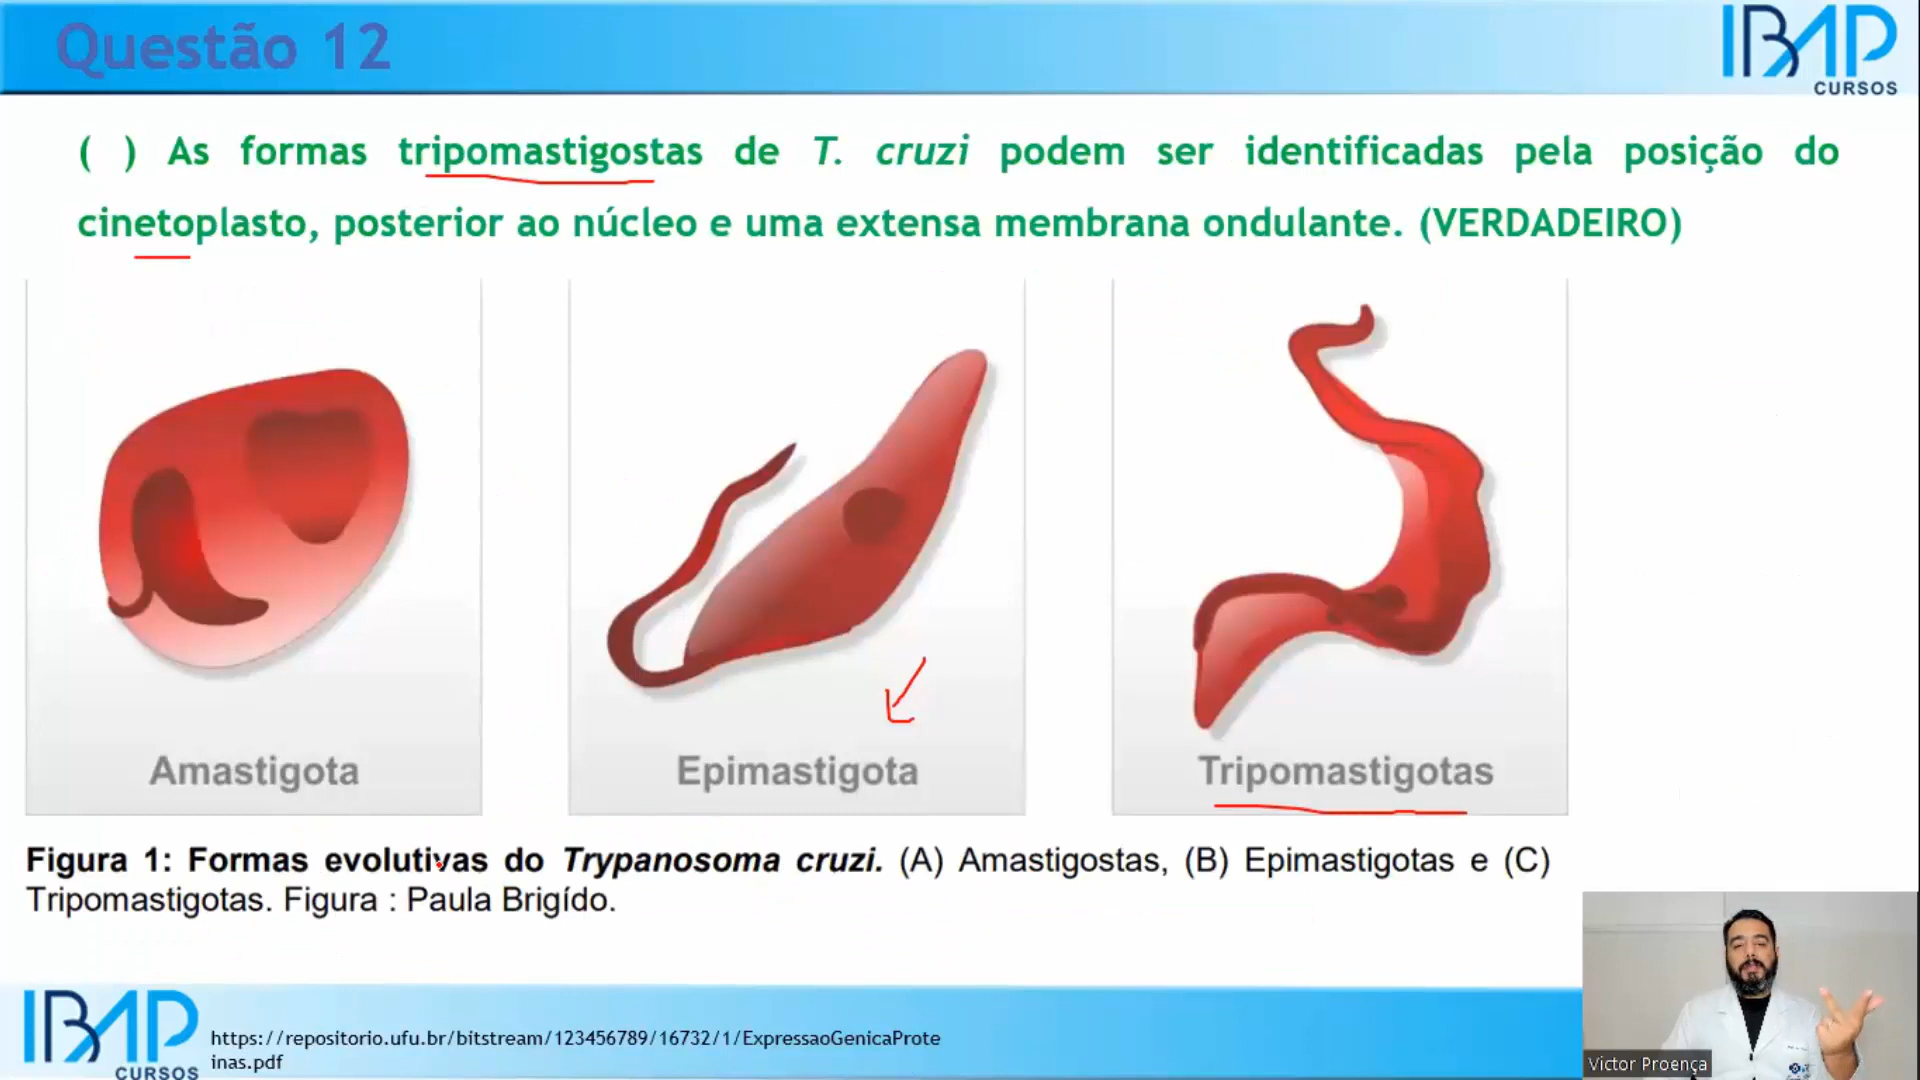 Questão 12
IBAP
CURSOS
( ) As formas tripomastigostas de T. cruzi podem ser identificadas pela posição do
cinetoplasto, posterior ao núcleo e uma extensa membrana ondulante. (VERDADEIRO)
Amastigota
Epimastigota
Tripomastigotas
Figura 1: Formas evolutivas do Trypanosoma cruzi. (A) Amastigostas, (B) Epimastigotas e (C)
Tripomastigotas. Figura : Paula Brigído.
IBAP
CURSOS
https://repositorio.ufu.br/bitstream/123456789/16732/1/ExpressaoGenicaProte
inas.pdf
Victor Proença